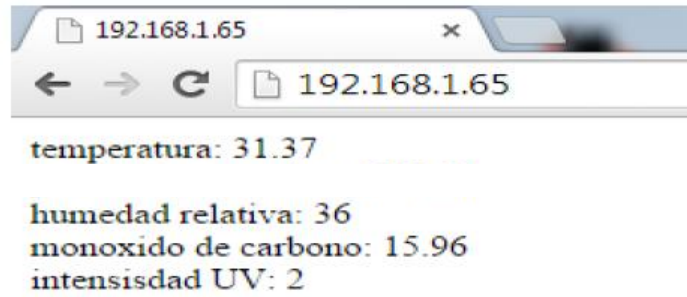 192.168.1.65
192.168.1.65
temperatura: 31.37
humedad relativa: 36
monoxido de carbono: 15.96
intensisdad UV: 2